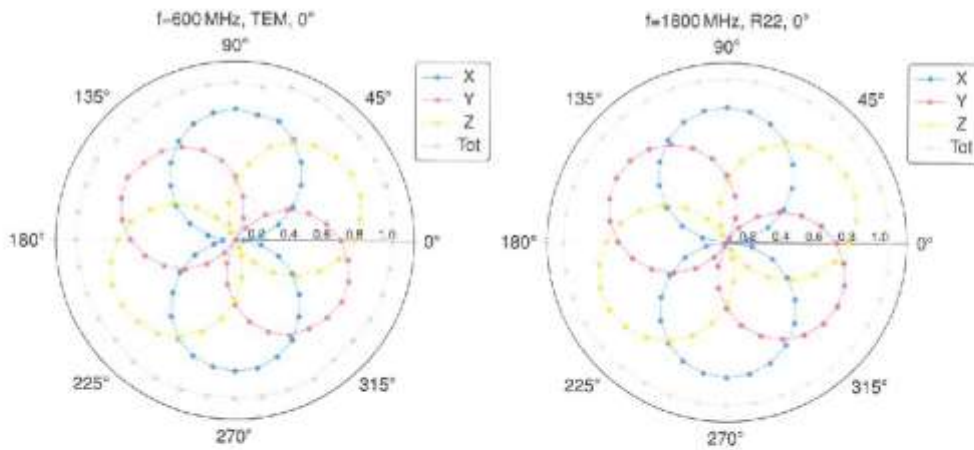 f=600 MHz, TEM, 0°
90°
135°
45°
X
Y
Z
Tot
180°
0.2 0.4 0.6 0.8 1.0
0°
225°
315°
270°
f=1800 MHz, R22, 0°
90°
135°
45°
X
Y
Z
Tot
180°
0.2 0.4 0.6 0.8 1.0
0°
225°
315°
270°